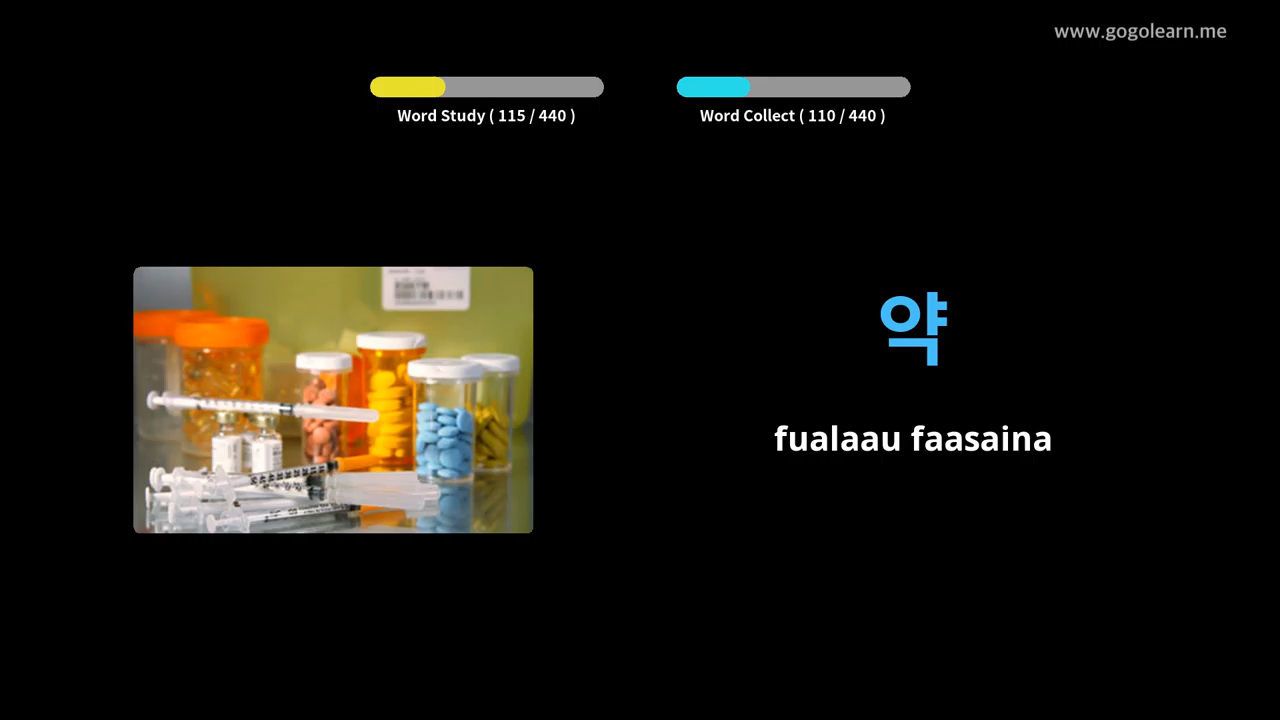 www.gogolearn.me
Word Study ( 115 / 440 )
Word Collect ( 110 / 440 )
약
fualaau faasaina